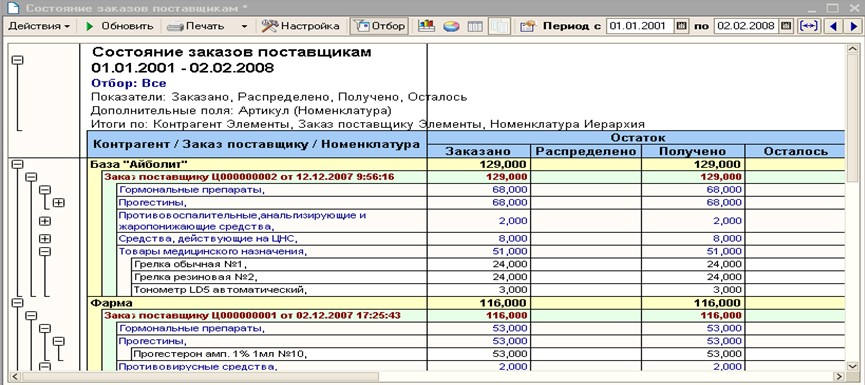 Состояние заказов поставщикам *
Действия Обновить Печать Настройка Отбор Период с 01.01.2001 по 02.02.2008
Состояние заказов поставщикам
01.01.2001 - 02.02.2008
Отбор: Все
Показатели: Заказано, Распределено, Получено, Осталось
Дополнительные поля: Артикул (Номенклатура)
Итоги по: Контрагент Элементы, Заказ поставщику Элементы, Номенклатура Иерархия
Контрагент / Заказ поставщику / Номенклатура Остаток
Заказано Распределено Получено Осталось
База "Айболит" 129,000 129,000
Заказ поставщику Ц000000002 от 12.12.2007 9:56:16 129,000 129,000
Гормональные препараты, 68,000 68,000
Прогестины, 68,000 68,000
Противовоспалительные,анальгизирующие и
жаропонижающие средства, 2,000 2,000
Средства, действующие на ЦНС, 8,000 8,000
Товары медицинского назначения, 51,000 51,000
Грелка обычная №1, 24,000 24,000
Грелка резиновая №2, 24,000 24,000
Тонометр LD5 автоматический, 3,000 3,000
Фарма 116,000 116,000
Заказ поставщику Ц000000001 от 02.12.2007 17:25:43 116,000 116,000
Гормональные препараты, 53,000 53,000
Прогестины, 53,000 53,000
Прогестерон амп. 1% 1мл №10, 53,000 53,000
Противовирусные средства, 2,000 2,000